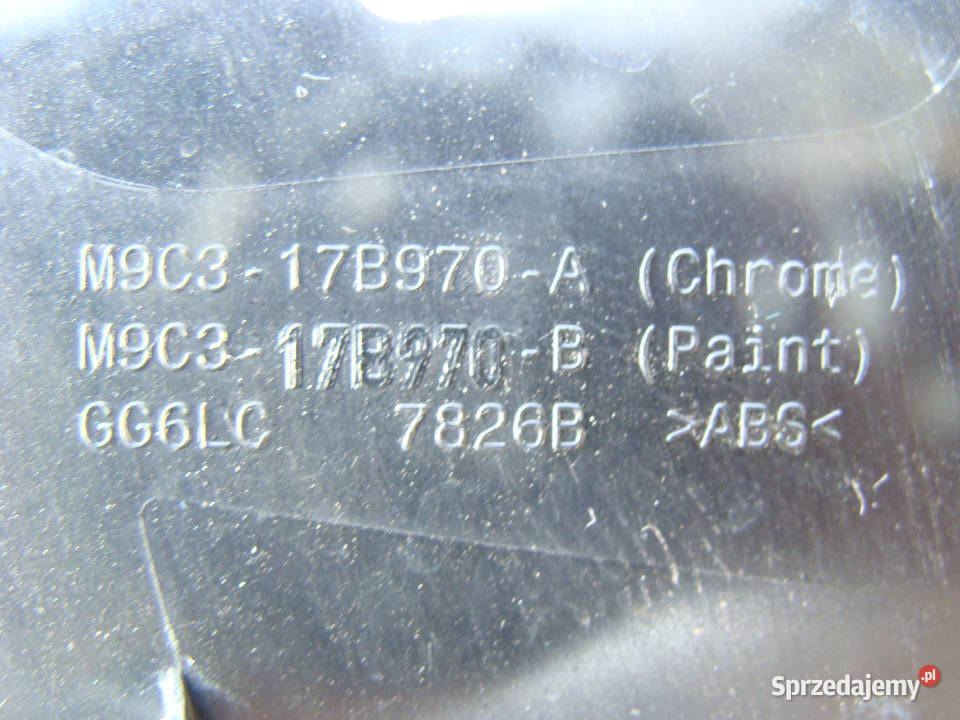 M9C3-17B970-A (Chrome)
M9C3-17B970-B (Paint)
GG6LC 7826B >ABS<
Sprzedajemy.pl